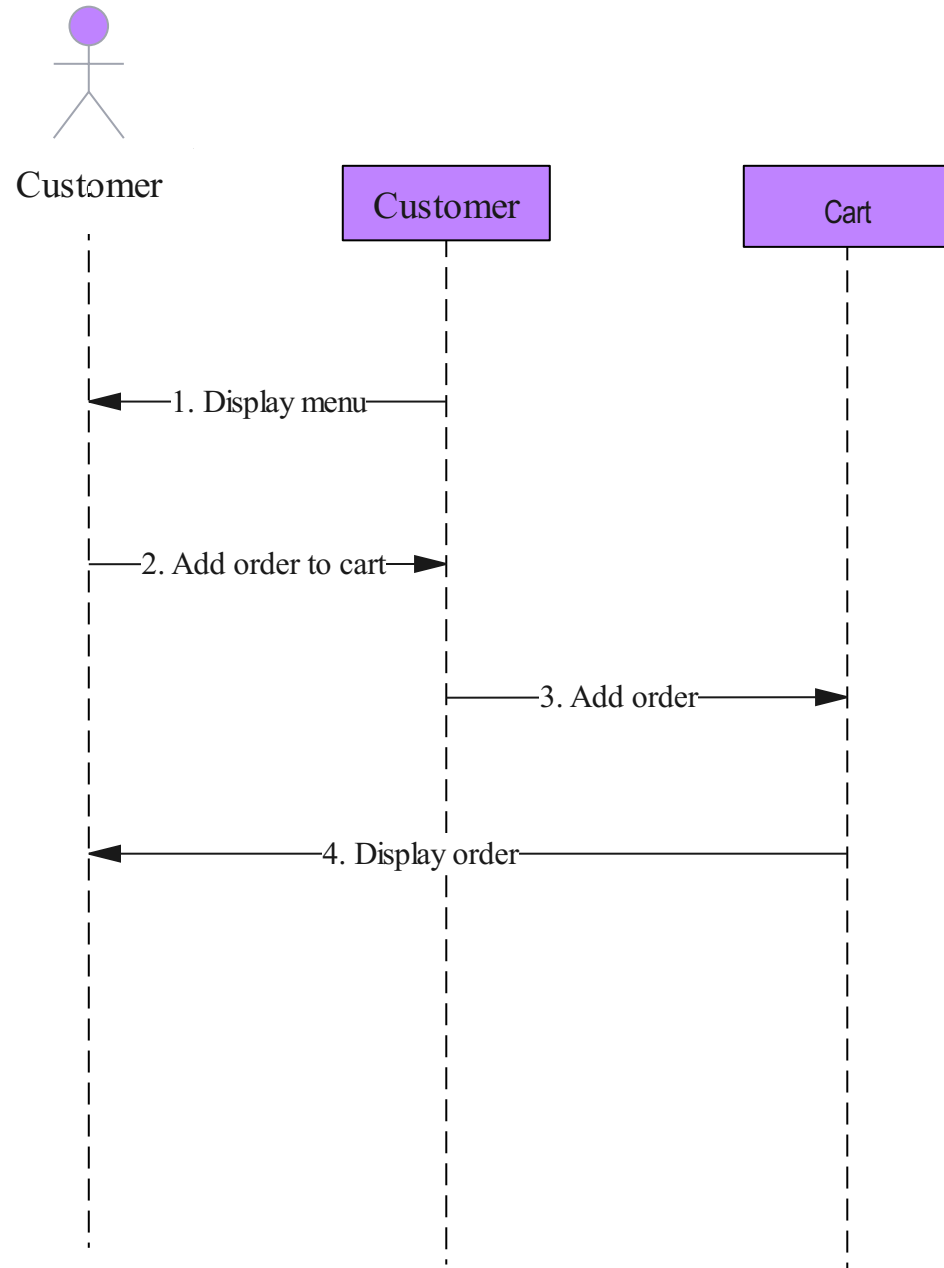 Customer
Customer
Cart
1. Display menu
2. Add order to cart
3. Add order
4. Display order